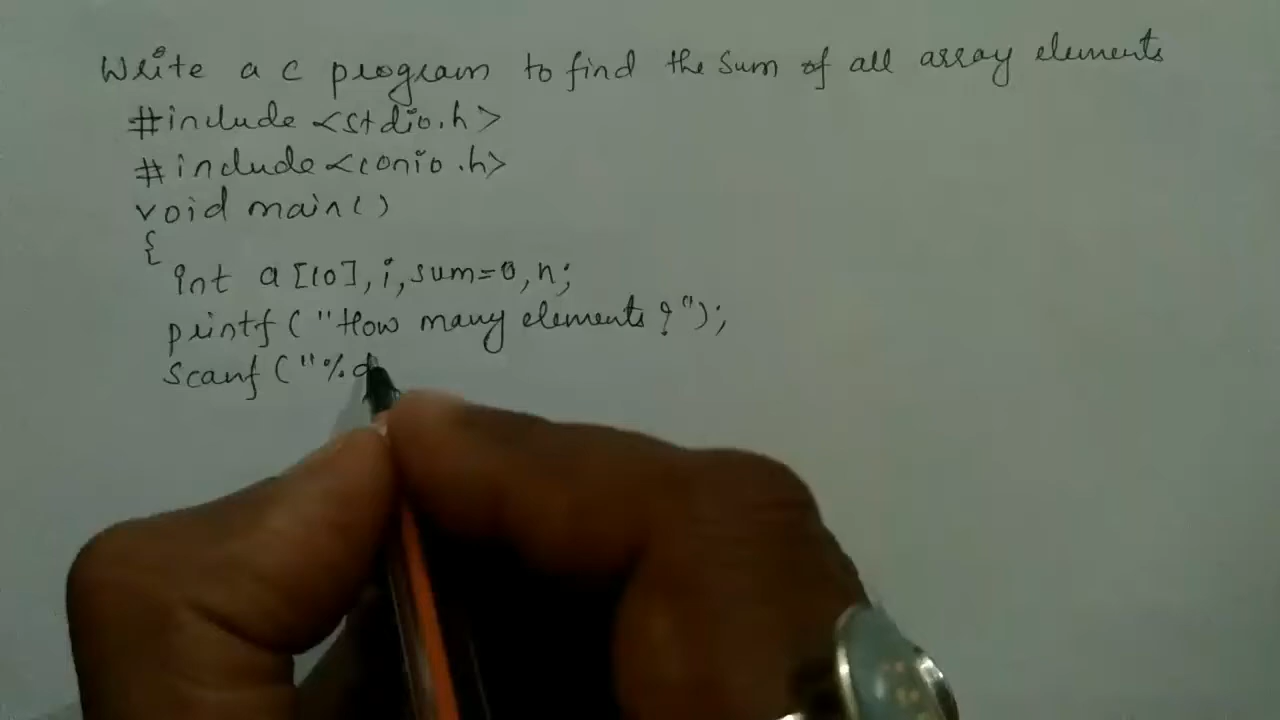 Write a c program to find the sum of all array elements
#include <stdio.h>
#include <conio.h>
void main()
{
int a[10], i, sum=0, n;
printf ("How many elements ?");
scanf ("%d